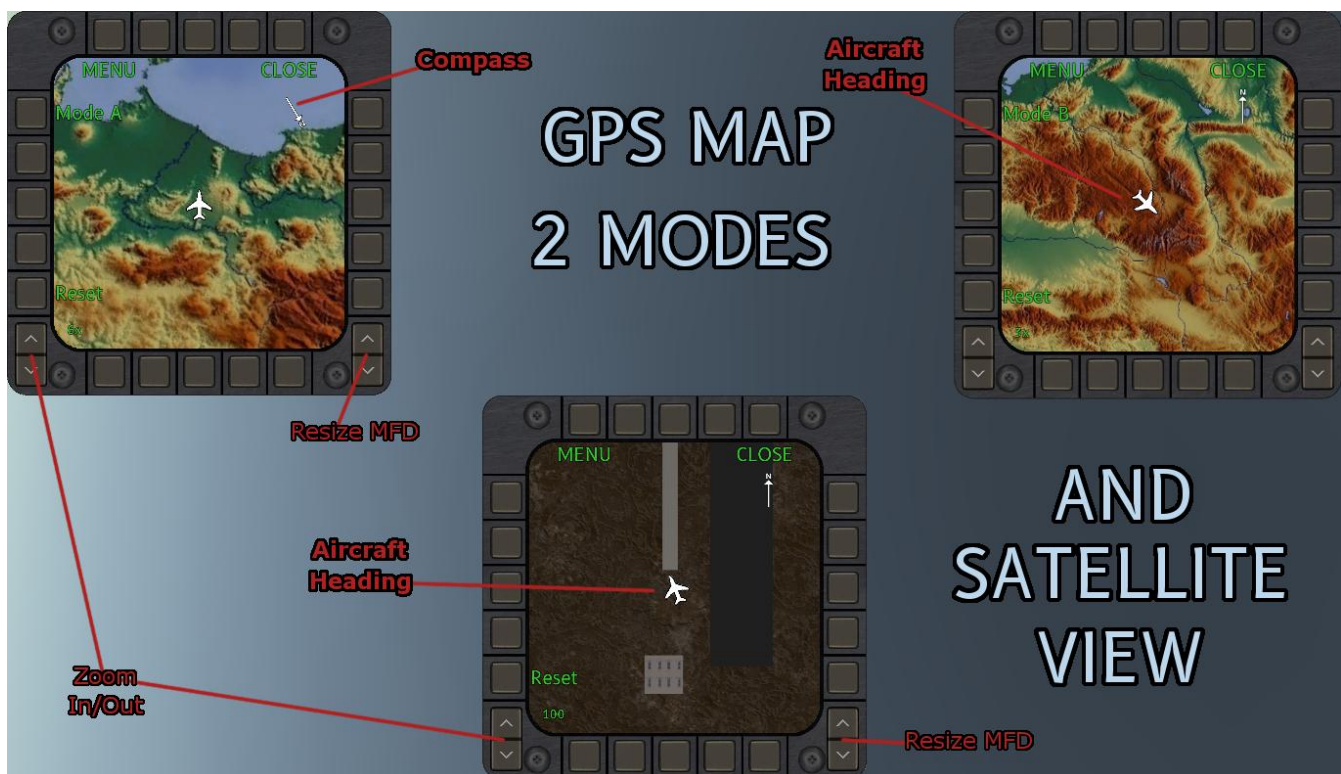 MENU CLOSE
Mode A
Reset
6x
Compass
Resize MFD
GPS MAP
2 MODES
Aircraft
Heading
MENU CLOSE
N
Mode B
Reset
3x
MENU CLOSE
N
Aircraft
Heading
Reset
100
Zoom
In/Out
Resize MFD
AND
SATELLITE
VIEW